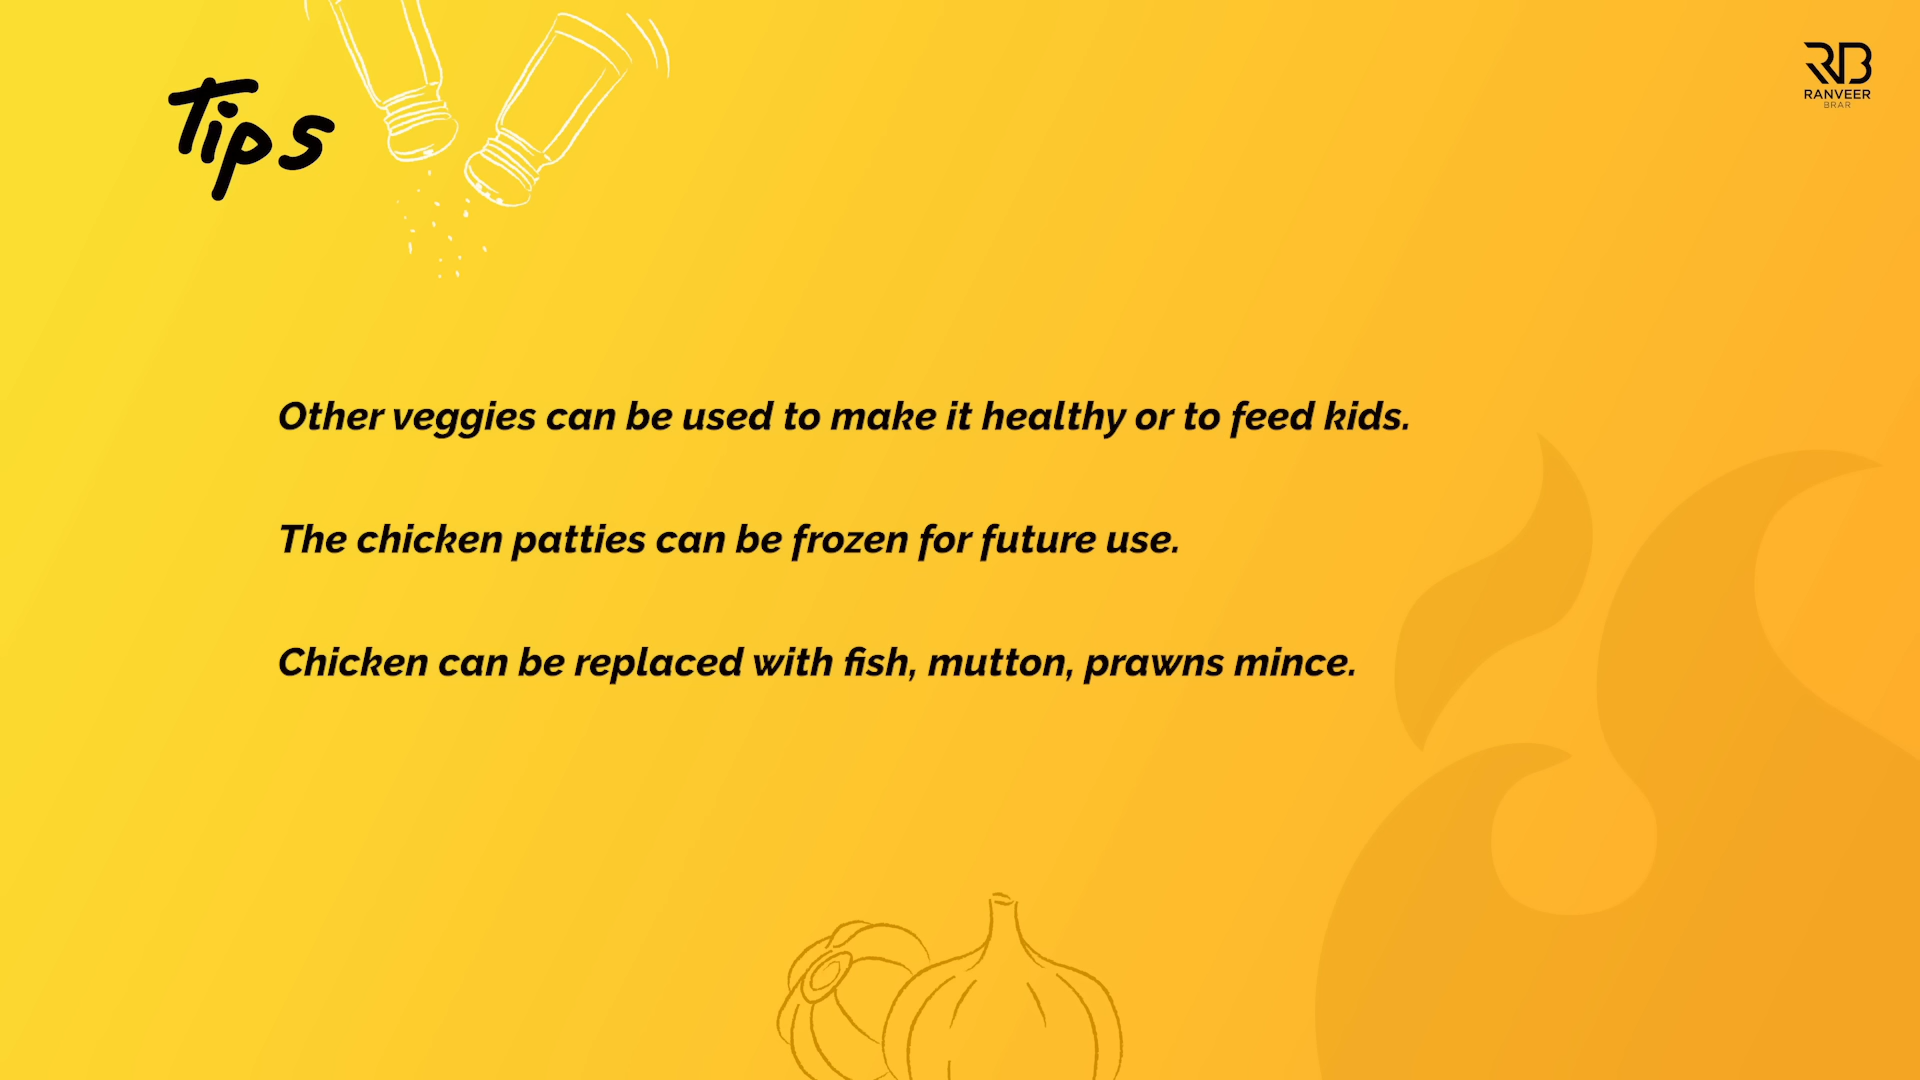 Tips
RB
RANVEER
BRAR
Other veggies can be used to make it healthy or to feed kids.
The chicken patties can be frozen for future use.
Chicken can be replaced with fish, mutton, prawns mince.